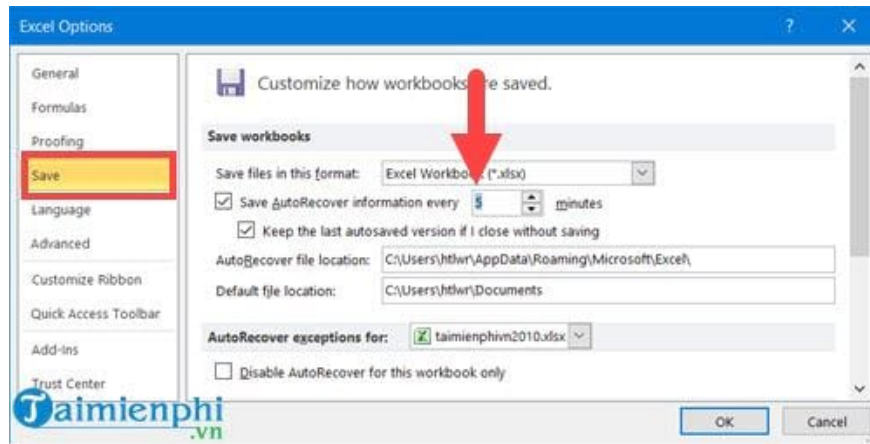 Excel Options
General
Formulas
Proofing
Save
Language
Advanced
Customize Ribbon
Quick Access Toolbar
Add-Ins
Trust Center
Customize how workbooks are saved.
Save workbooks
Save files in this format: Excel Workbook (*.xlsx)
Save AutoRecover information every 5 minutes
Keep the last autosaved version if I close without saving
AutoRecover file location: C:\Users\htlwr\AppData\Roaming\Microsoft\Excel\
Default file location: C:\Users\htlwr\Documents
AutoRecover exceptions for: taimienphivn2010.xlsx
Disable AutoRecover for this workbook only
Taimienphi
.vn
OK Cancel